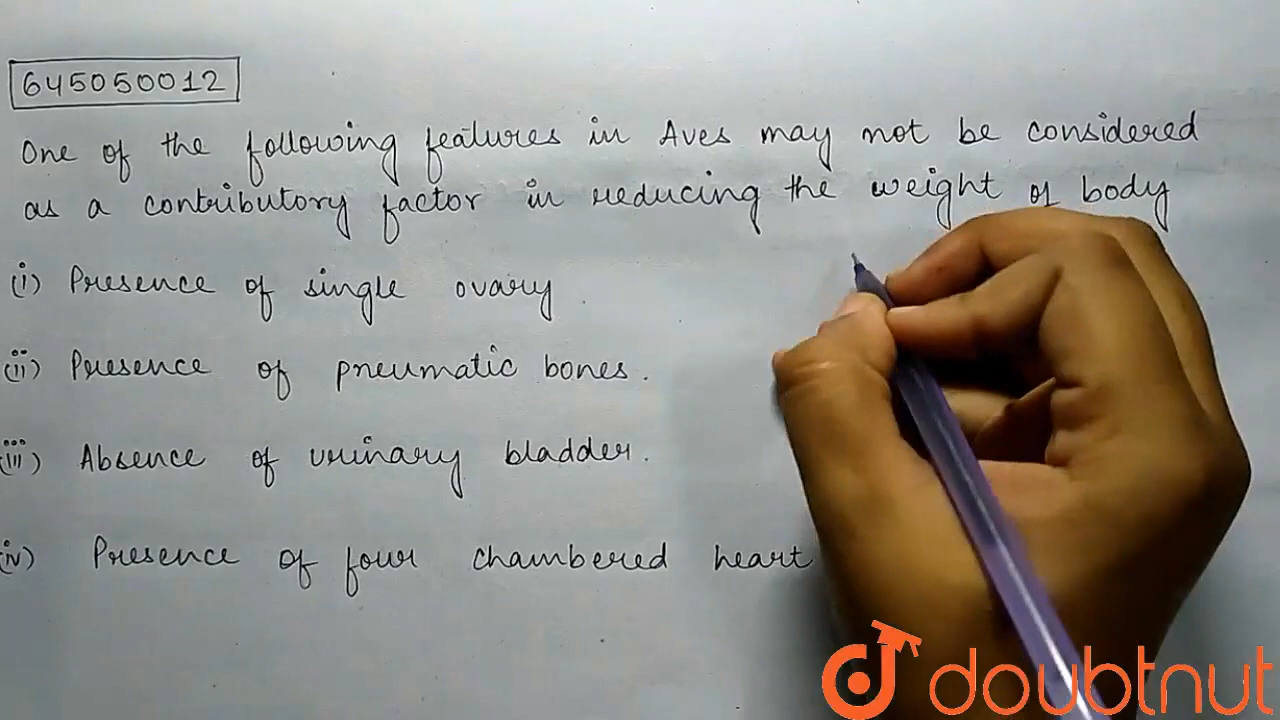 645050012
One of the following features in Aves may not be considered
as a contributory factor in reducing the weight of body
(i) Presence of single ovary.
(ii) Presence of pneumatic bones.
(iii) Absence of urinary bladder.
(iv) Presence of four chambered heart
doubtnut